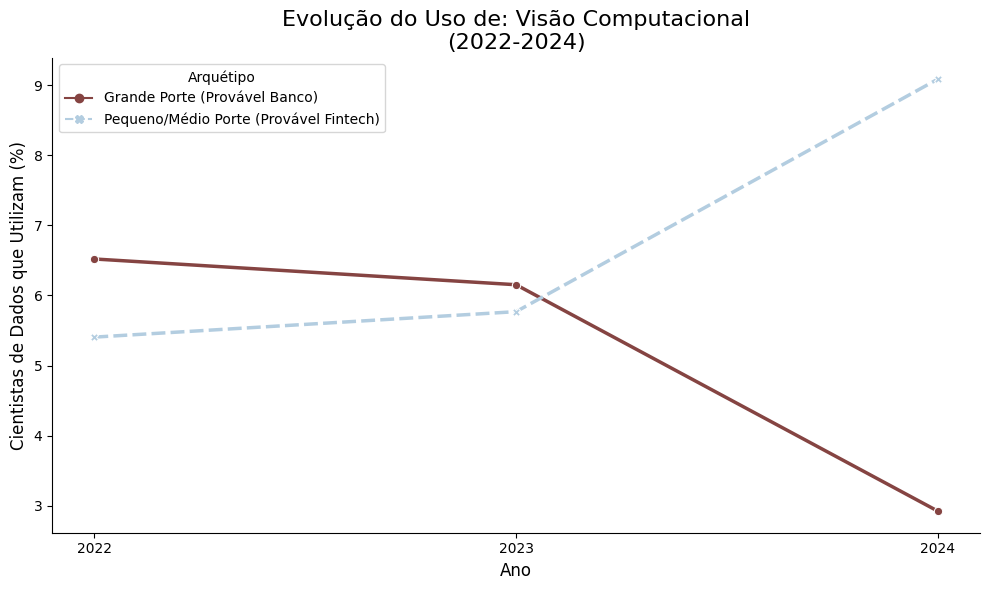 Evolução do Uso de: Visão Computacional
(2022-2024)
Arquétipo
Grande Porte (Provável Banco)
Pequeno/Médio Porte (Provável Fintech)
Cientistas de Dados que Utilizam (%)
9
8
7
6
5
4
3
2022
2023
2024
Ano